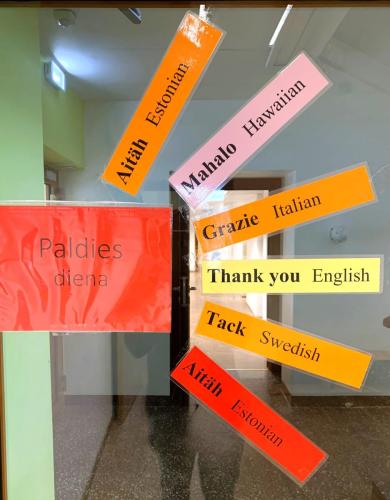 Aitäh Estonian
Mahalo Hawaiian
Grazie Italian
Paldies
diena
Thank you English
Tack Swedish
Aitäh Estonian